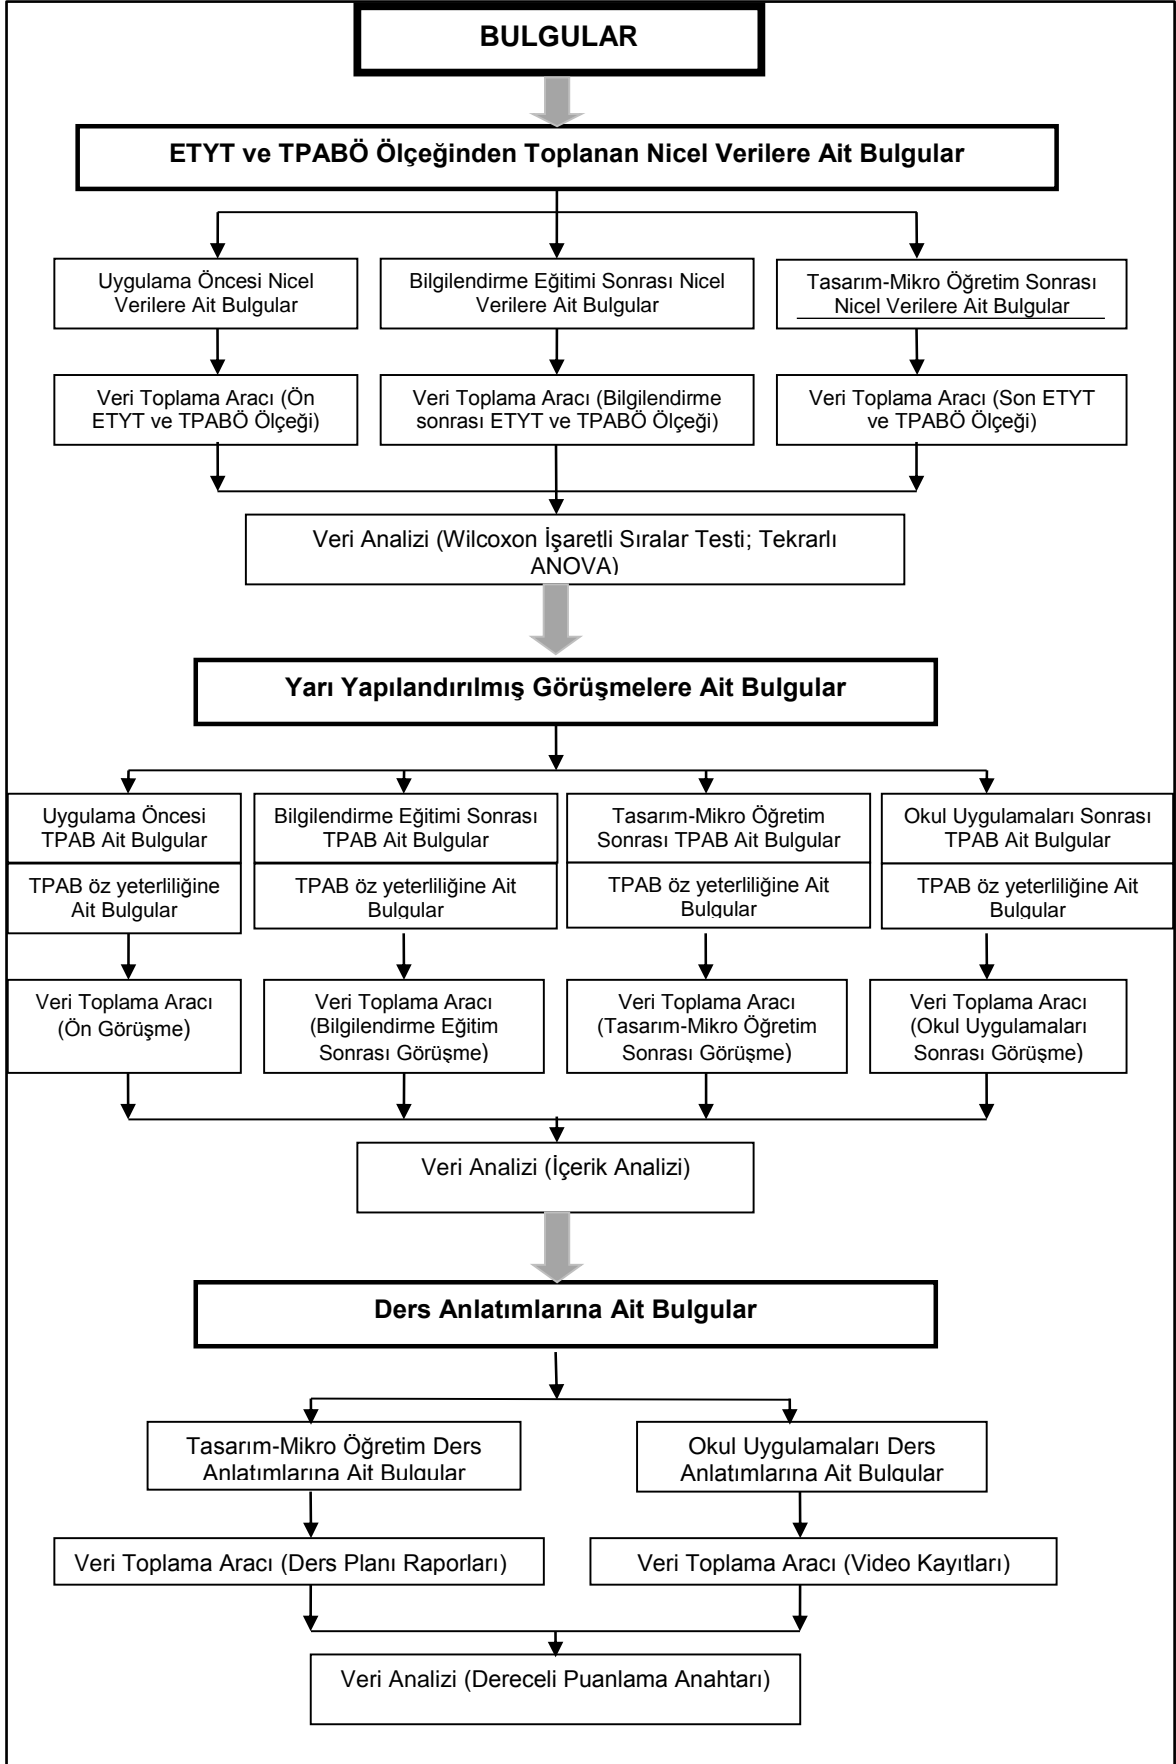 BULGULAR
ETYT ve TPABÖ Ölçeğinden Toplanan Nicel Verilere Ait Bulgular
Uygulama Öncesi Nicel
Verilere Ait Bulgular
Bilgilendirme Eğitimi Sonrası Nicel
Verilere Ait Bulgular
Tasarım-Mikro Öğretim Sonrası
Nicel Verilere Ait Bulgular
Veri Toplama Aracı (Ön
ETYT ve TPABÖ Ölçeği)
Veri Toplama Aracı (Bilgilendirme
sonrası ETYT ve TPABÖ Ölçeği)
Veri Toplama Aracı (Son ETYT
ve TPABÖ Ölçeği)
Veri Analizi (Wilcoxon İşaretli Sıralar Testi; Tekrarlı
ANOVA)
Yarı Yapılandırılmış Görüşmelere Ait Bulgular
Uygulama Öncesi
TPAB Ait Bulgular
Bilgilendirme Eğitimi Sonrası
TPAB Ait Bulgular
Tasarım-Mikro Öğretim
Sonrası TPAB Ait Bulgular
Okul Uygulamaları Sonrası
TPAB Ait Bulgular
TPAB öz yeterliliğine
Ait Bulgular
TPAB öz yeterliliğine Ait
Bulgular
TPAB öz yeterliliğine Ait
Bulgular
TPAB öz yeterliliğine Ait
Bulgular
Veri Toplama Aracı
(Ön Görüşme)
Veri Toplama Aracı
(Bilgilendirme Eğitim
Sonrası Görüşme)
Veri Toplama Aracı
(Tasarım-Mikro Öğretim
Sonrası Görüşme)
Veri Toplama Aracı
(Okul Uygulamaları
Sonrası Görüşme)
Veri Analizi (İçerik Analizi)
Ders Anlatımlarına Ait Bulgular
Tasarım-Mikro Öğretim Ders
Anlatımlarına Ait Bulgular
Okul Uygulamaları Ders
Anlatımlarına Ait Bulgular
Veri Toplama Aracı (Ders Planı Raporları)
Veri Toplama Aracı (Video Kayıtları)
Veri Analizi (Dereceli Puanlama Anahtarı)